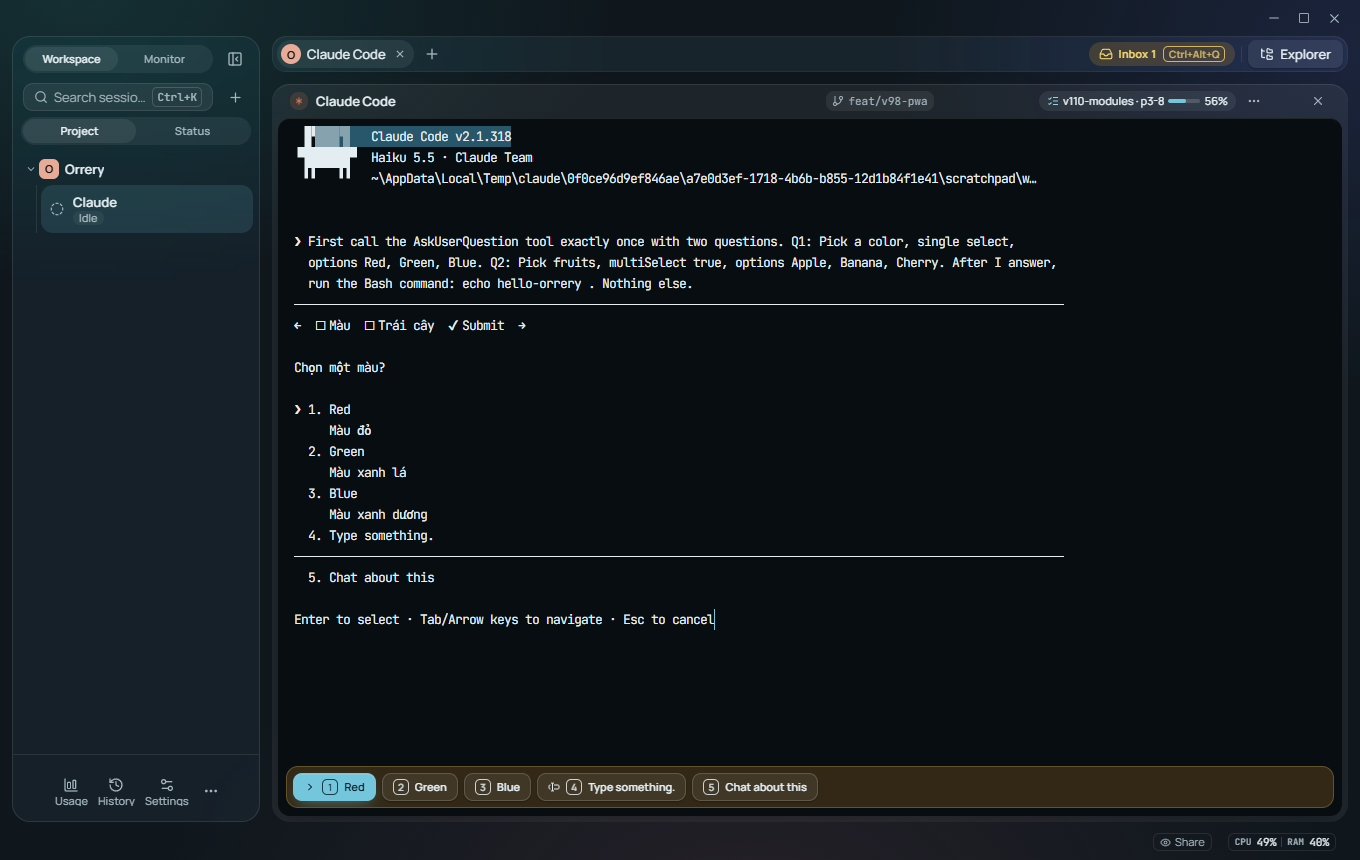 Workspace
Monitor
Search sessio... Ctrl+K
Project
Status
O Orrery
Claude
Idle
Usage
History
Settings
O Claude Code
Inbox 1 Ctrl+Alt+Q
Explorer
Claude Code
feat/v98-pwa
v110-modules · p3-8 56%
Claude Code v2.1.318
Haiku 5.5 · Claude Team
~\AppData\Local\Temp\claude\0f0ce96d9ef846ae\a7e0d3ef-1718-4b6b-b855-12d1b84f1e41\scratchpad\w…
❯ First call the AskUserQuestion tool exactly once with two questions. Q1: Pick a color, single select,
options Red, Green, Blue. Q2: Pick fruits, multiSelect true, options Apple, Banana, Cherry. After I answer,
run the Bash command: echo hello-orrery . Nothing else.
← ☐ Màu ☐ Trái cây ✓ Submit →
Chọn một màu?
❯ 1. Red
Màu đỏ
2. Green
Màu xanh lá
3. Blue
Màu xanh dương
4. Type something.
5. Chat about this
Enter to select · Tab/Arrow keys to navigate · Esc to cancel
1 Red
2 Green
3 Blue
4 Type something.
5 Chat about this
Share
CPU 49% RAM 40%